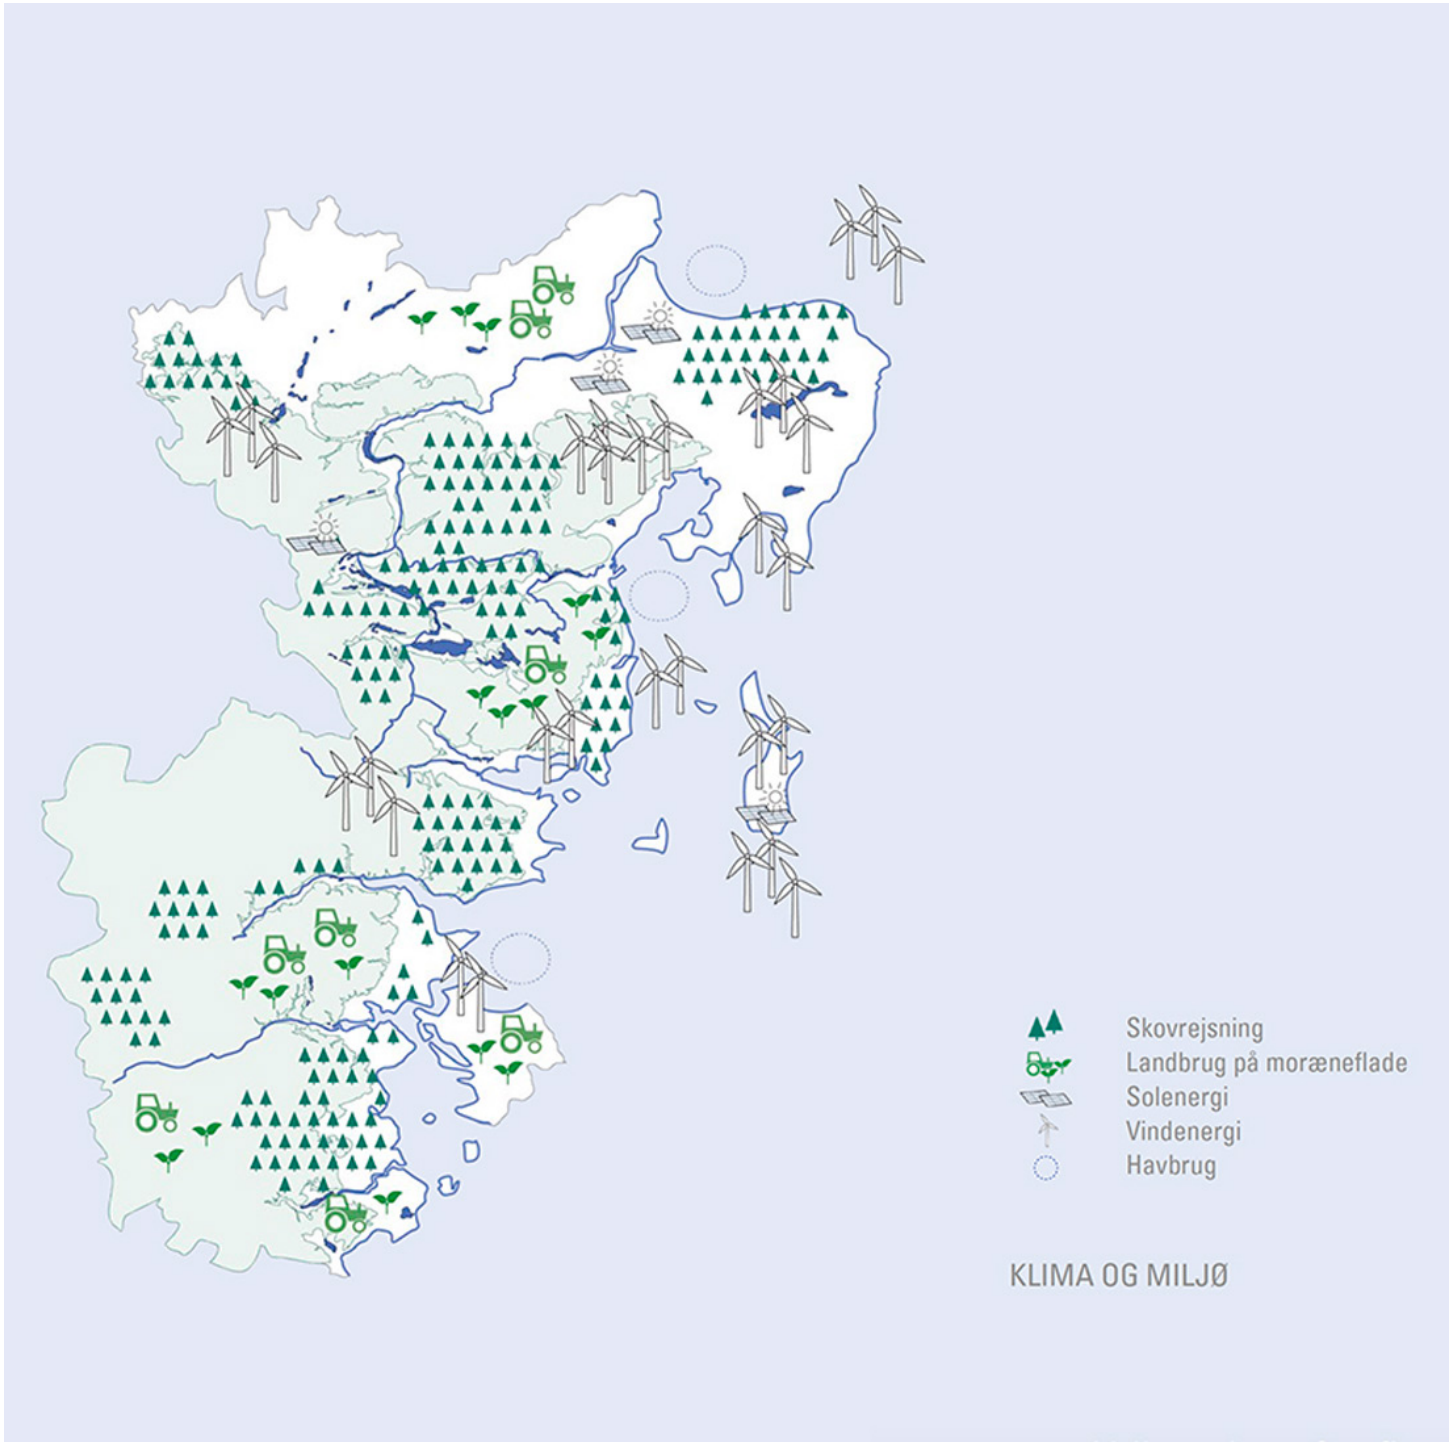 Skovrejsning
Landbrug på moræneflade
Solenergi
Vindenergi
Havbrug
KLIMA OG MILJØ